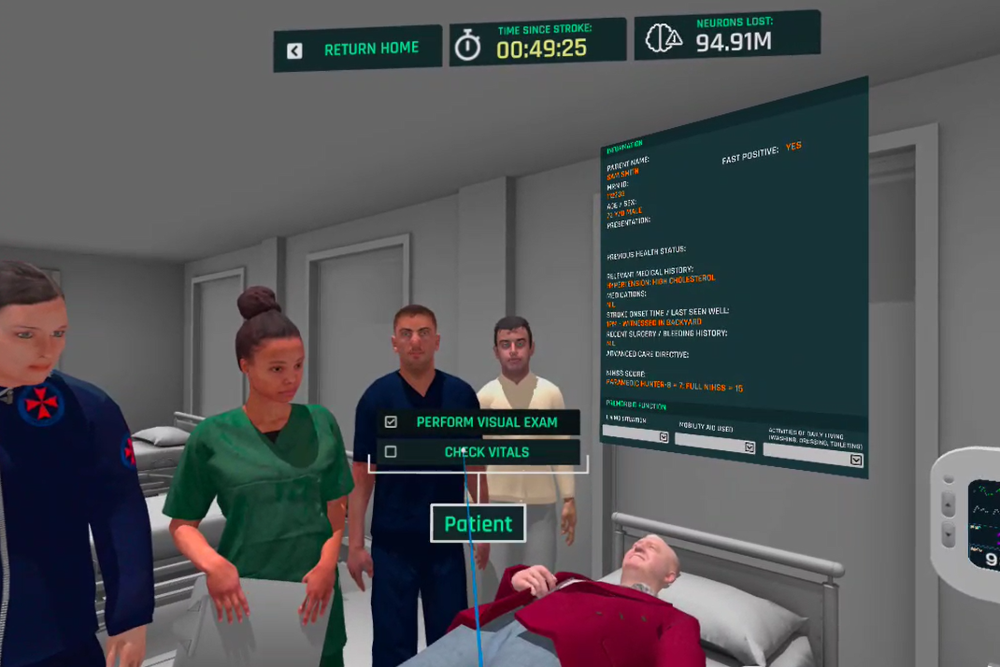 RETURN HOME
TIME SINCE STROKE:
00:49:25
NEURONS LOST:
94.91M
INFORMATION
FAST POSITIVE: YES
PATIENT NAME:
SAM SMITH
MRN ID:
AGE / SEX:
72 Y/O MALE
PRESENTATION:
PREVIOUS HEALTH STATUS:
RELEVANT MEDICAL HISTORY:
HYPERTENSION; HIGH CHOLESTEROL
MEDICATIONS:
NIL
STROKE ONSET TIME / LAST SEEN WELL:
1PM - WITNESSED IN BACKYARD
RECENT SURGERY / BLEEDING HISTORY:
NIL
ADVANCED CARE DIRECTIVE:
NIHSS SCORE:
PARAMEDIC HUNTER-8 = 7; FULL NIHSS = 15
PREMORBID FUNCTION
LIVING SITUATION
MOBILITY AID USED
ACTIVITIES OF DAILY LIVING
(WASHING, DRESSING, TOILETING)
PERFORM VISUAL EXAM
CHECK VITALS
Patient
9